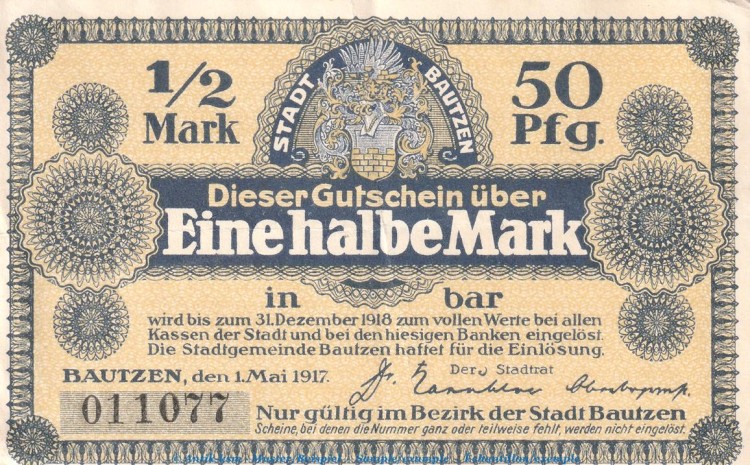 1/2 Mark
STADT BAUTZEN
50 Pfg.
Dieser Gutschein über
Eine halbe Mark
in bar
wird bis zum 31. Dezember 1918 zum vollen Werte bei allen
Kassen der Stadt und bei den hiesigen Banken eingelöst.
Die Stadtgemeinde Bautzen haftet für die Einlösung.
BAUTZEN, den 1. Mai 1917.
Der Stadtrat
Dr.
011077
Nur gültig im Bezirk der Stadt Bautzen
Scheine, bei denen die Nummer ganz oder teilweise fehlt, werden nicht eingelöst.